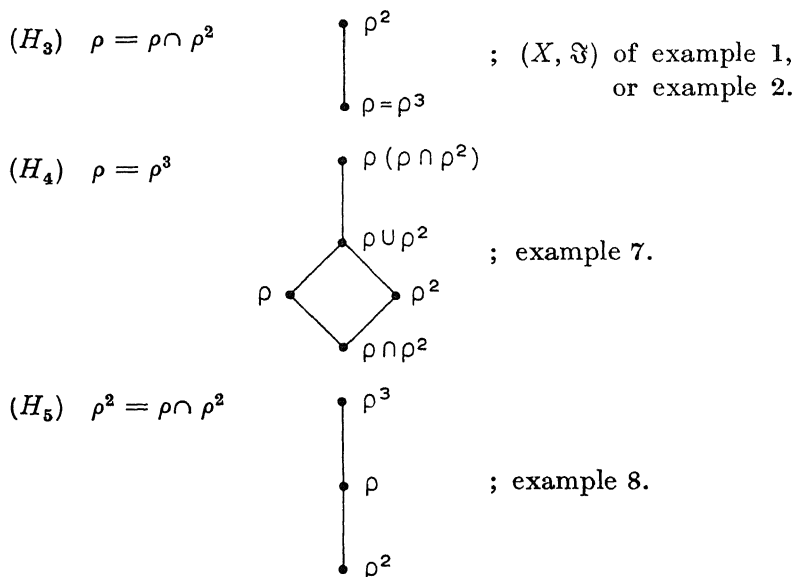 (H₃) ρ = ρ∩ ρ²
ρ²
; (X, 𝔉) of example 1,
or example 2.
ρ = ρ³
(H₄) ρ = ρ³
ρ (ρ ∩ ρ²)
ρ ∪ ρ²
; example 7.
ρ
ρ²
ρ ∩ ρ²
(H₅) ρ² = ρ∩ ρ²
ρ³
ρ
; example 8.
ρ²